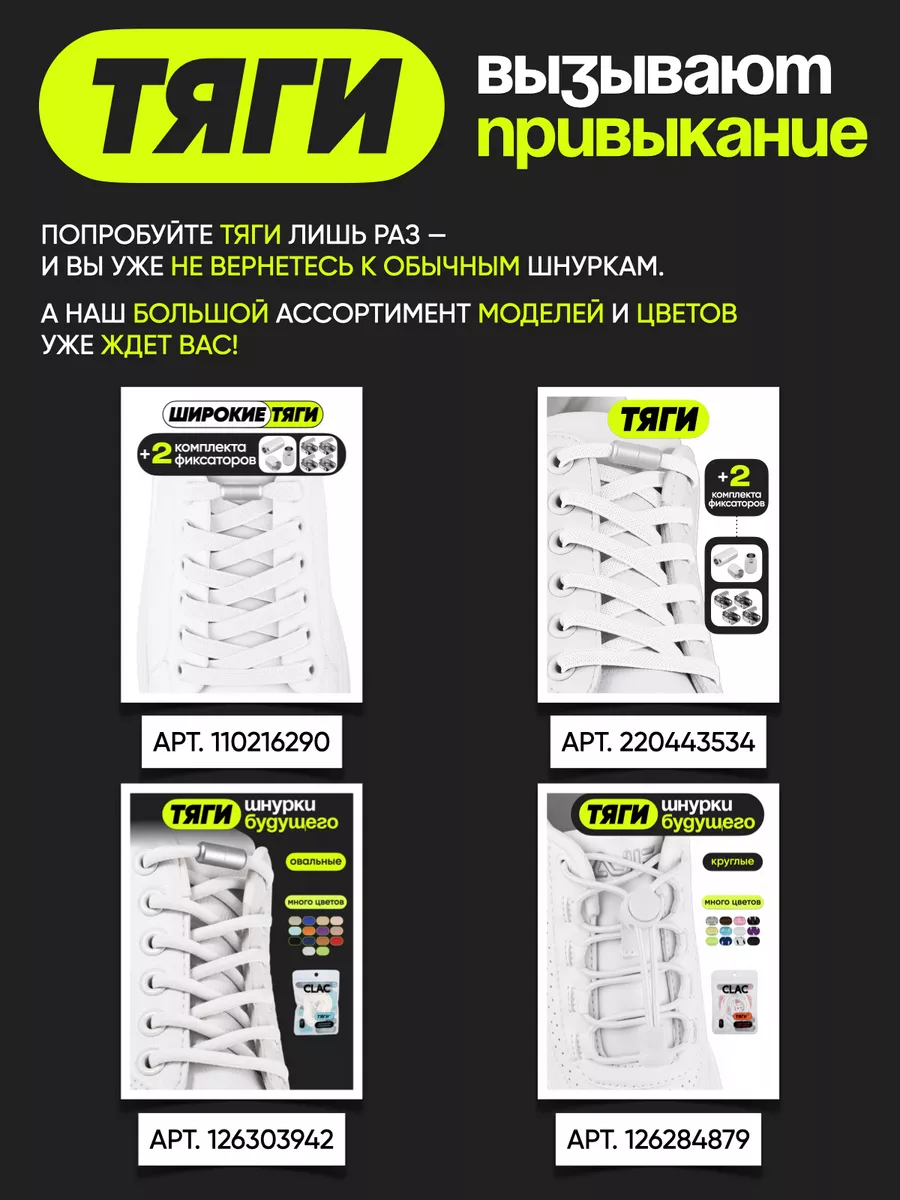 ТЯГИ
вызывают
привыкание
ПОПРОБУЙТЕ ТЯГИ ЛИШЬ РАЗ —
И ВЫ УЖЕ НЕ ВЕРНЕТЕСЬ К ОБЫЧНЫМ ШНУРКАМ.
А НАШ БОЛЬШОЙ АССОРТИМЕНТ МОДЕЛЕЙ И ЦВЕТОВ
УЖЕ ЖДЕТ ВАС!
ШИРОКИЕ ТЯГИ
+2 комплекта
фиксаторов
АРТ. 110216290
ТЯГИ
+2
комплекта
фиксаторов
АРТ. 220443534
ТЯГИ шнурки
будущего
овальные
много цветов
CLAC
ТЯГИ
АРТ. 126303942
ТЯГИ шнурки
будущего
круглые
много цветов
CLAC
ТЯГИ
АРТ. 126284879